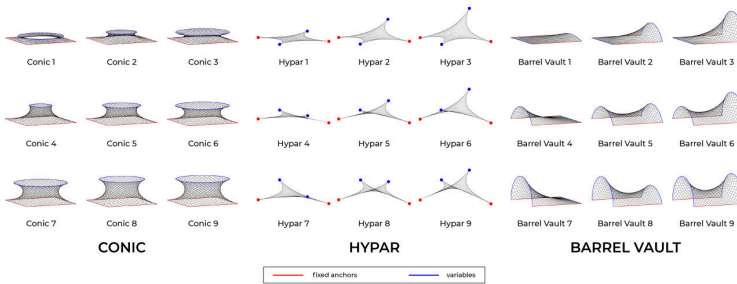 Conic 1 Conic 2 Conic 3 Hypar 1 Hypar 2 Hypar 3 Barrel Vault 1 Barrel Vault 2 Barrel Vault 3
Conic 4 Conic 5 Conic 6 Hypar 4 Hypar 5 Hypar 6 Barrel Vault 4 Barrel Vault 5 Barrel Vault 6
Conic 7 Conic 8 Conic 9 Hypar 7 Hypar 8 Hypar 9 Barrel Vault 7 Barrel Vault 8 Barrel Vault 9
CONIC HYPAR BARREL VAULT
fixed anchors variables